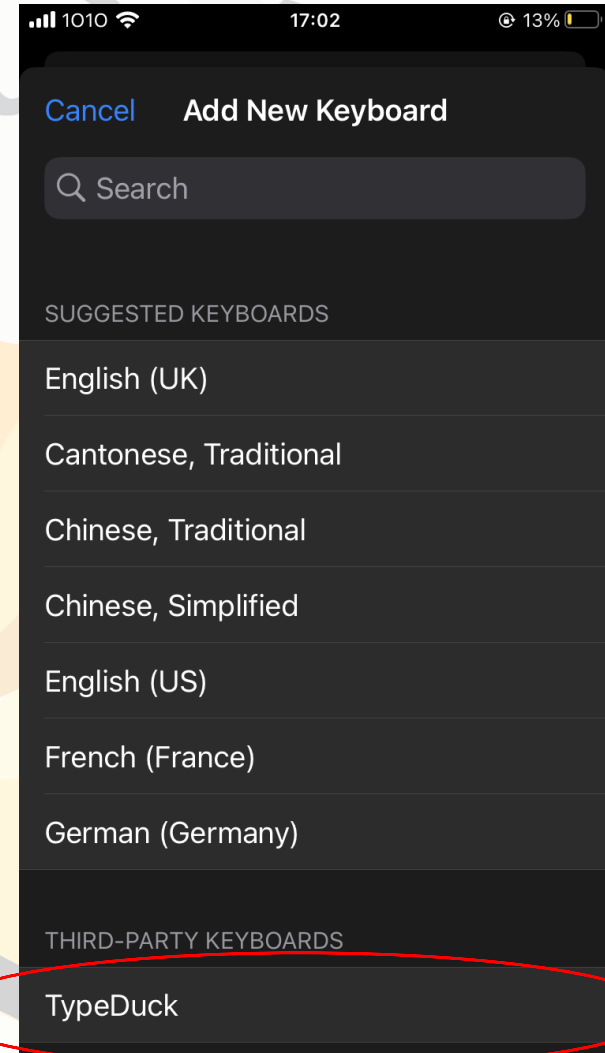 1O1O 17:02 13%
Cancel Add New Keyboard
Search
SUGGESTED KEYBOARDS
English (UK)
Cantonese, Traditional
Chinese, Traditional
Chinese, Simplified
English (US)
French (France)
German (Germany)
THIRD-PARTY KEYBOARDS
TypeDuck